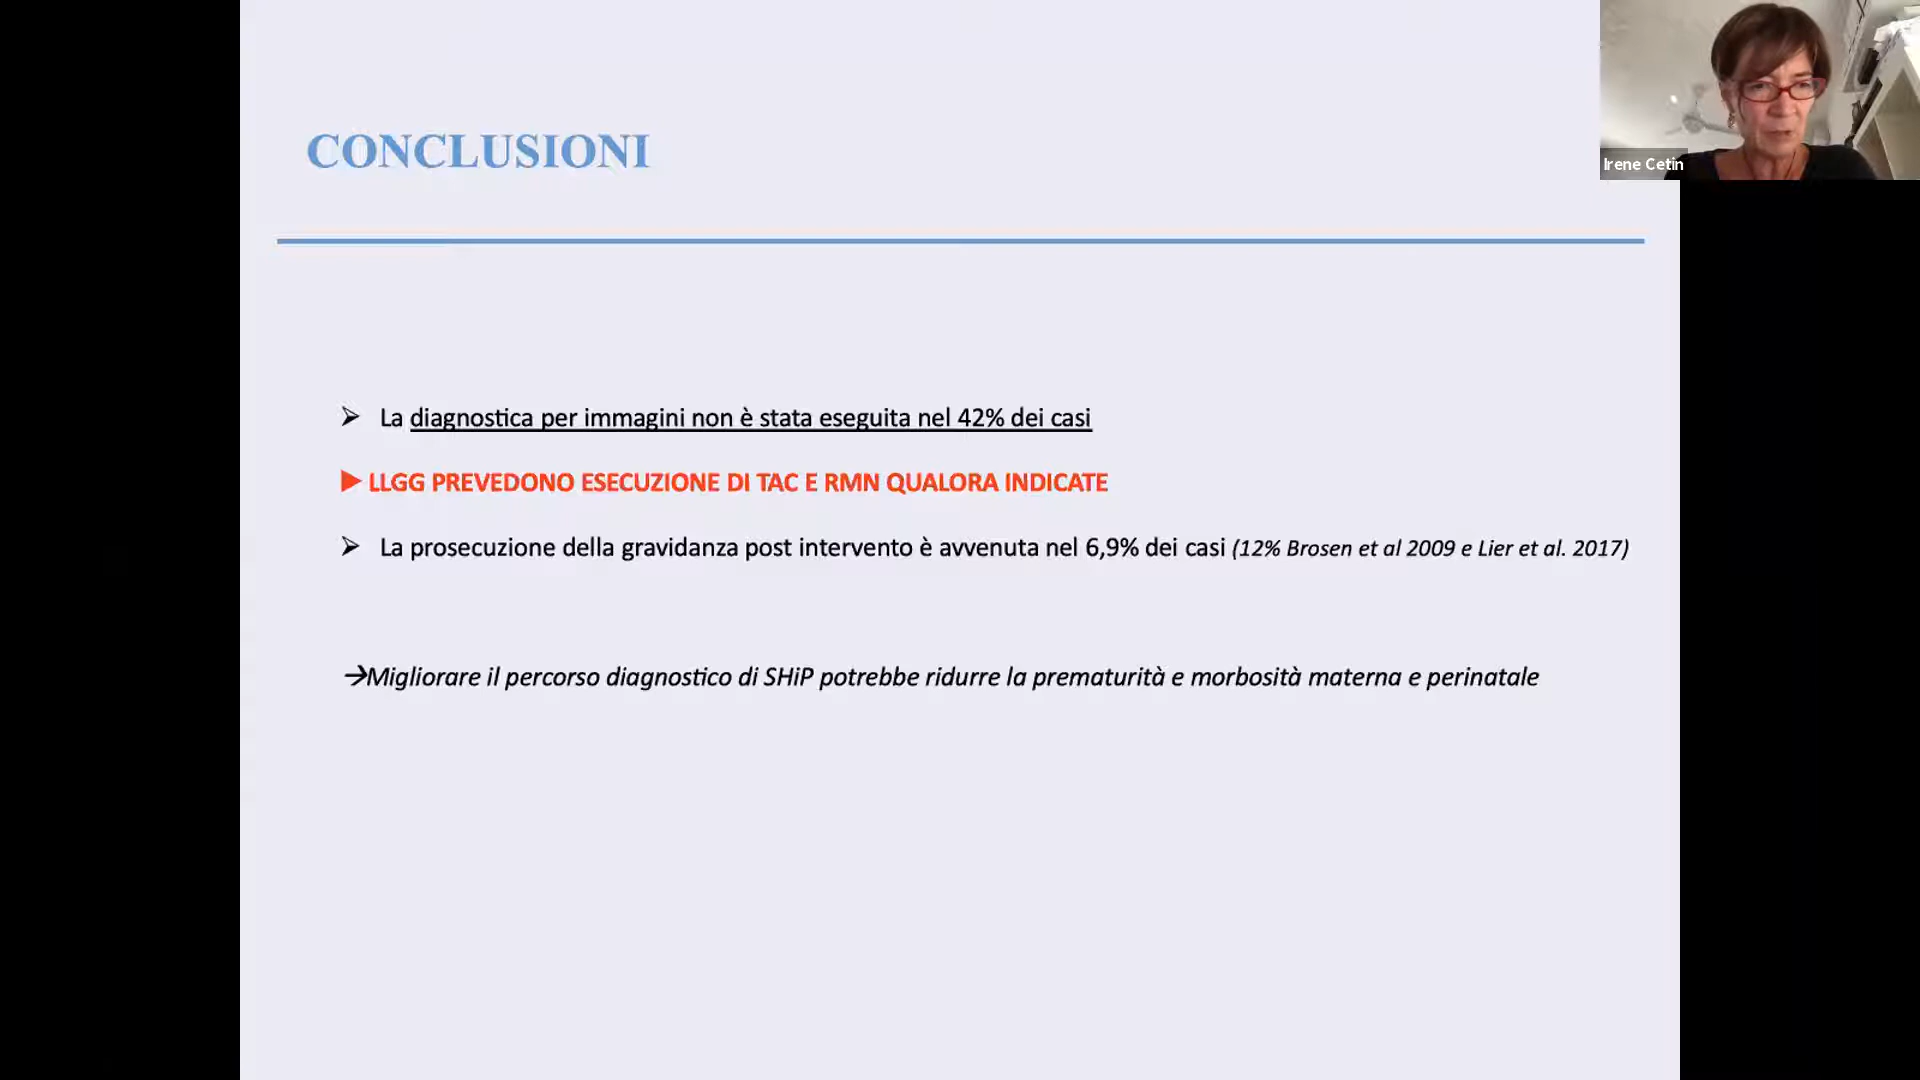 CONCLUSIONI
Irene Cetin
➢ La diagnostica per immagini non è stata eseguita nel 42% dei casi
► LLGG PREVEDONO ESECUZIONE DI TAC E RMN QUALORA INDICATE
➢ La prosecuzione della gravidanza post intervento è avvenuta nel 6,9% dei casi (12% Brosen et al 2009 e Lier et al. 2017)
→Migliorare il percorso diagnostico di SHiP potrebbe ridurre la prematurità e morbosità materna e perinatale